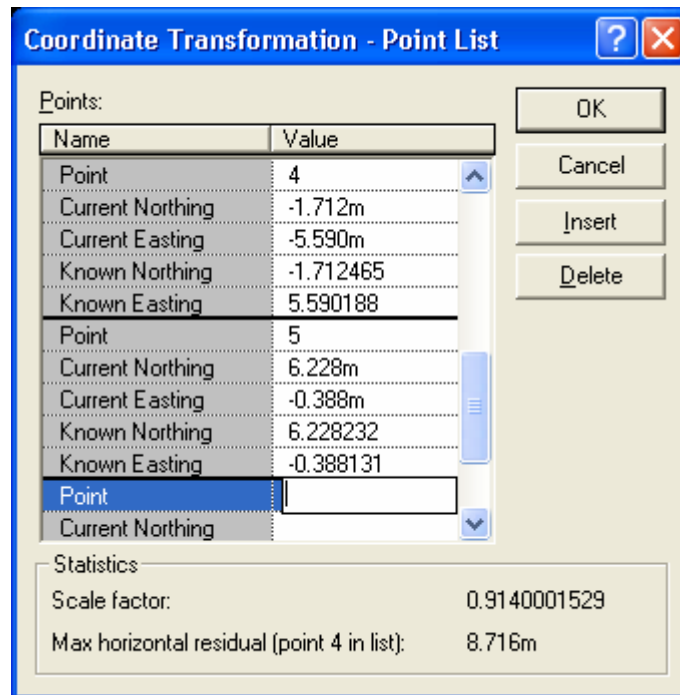 Coordinate Transformation - Point List
Points:
Name Value
Point 4
Current Northing -1.712m
Current Easting -5.590m
Known Northing -1.712465
Known Easting 5.590188
Point 5
Current Northing 6.228m
Current Easting -0.388m
Known Northing 6.228232
Known Easting -0.388131
Point
Current Northing
OK
Cancel
Insert
Delete
Statistics
Scale factor: 0.9140001529
Max horizontal residual (point 4 in list): 8.716m